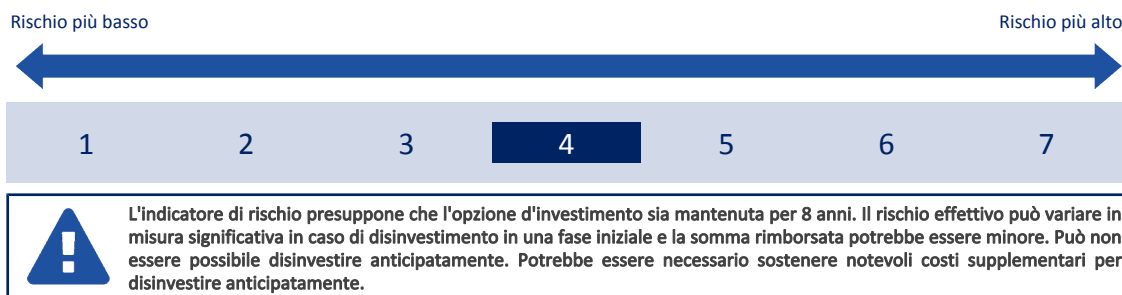 Rischio più basso Rischio più alto
1 2 3 4 5 6 7
L'indicatore di rischio presuppone che l'opzione d'investimento sia mantenuta per 8 anni. Il rischio effettivo può variare in
misura significativa in caso di disinvestimento in una fase iniziale e la somma rimborsata potrebbe essere minore. Può non
essere possibile disinvestire anticipatamente. Potrebbe essere necessario sostenere notevoli costi supplementari per
disinvestire anticipatamente.